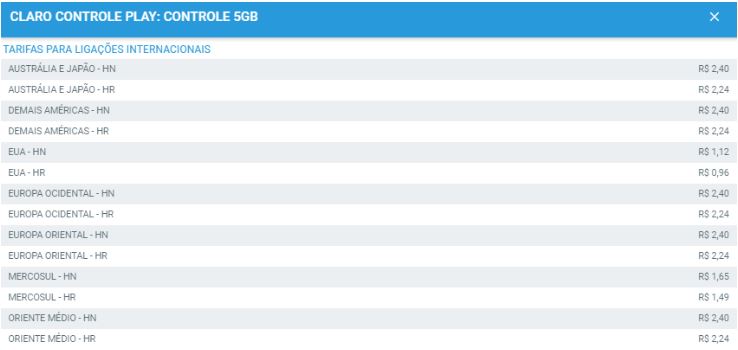 CLARO CONTROLE PLAY: CONTROLE 5GB
TARIFAS PARA LIGAÇÕES INTERNACIONAIS
AUSTRÁLIA E JAPÃO - HN R$ 2,40
AUSTRÁLIA E JAPÃO - HR R$ 2,24
DEMAIS AMÉRICAS - HN R$ 2,40
DEMAIS AMÉRICAS - HR R$ 2,24
EUA - HN R$ 1,12
EUA - HR R$ 0,96
EUROPA OCIDENTAL - HN R$ 2,40
EUROPA OCIDENTAL - HR R$ 2,24
EUROPA ORIENTAL - HN R$ 2,40
EUROPA ORIENTAL - HR R$ 2,24
MERCOSUL - HN R$ 1,65
MERCOSUL - HR R$ 1,49
ORIENTE MÉDIO - HN R$ 2,40
ORIENTE MÉDIO - HR R$ 2,24